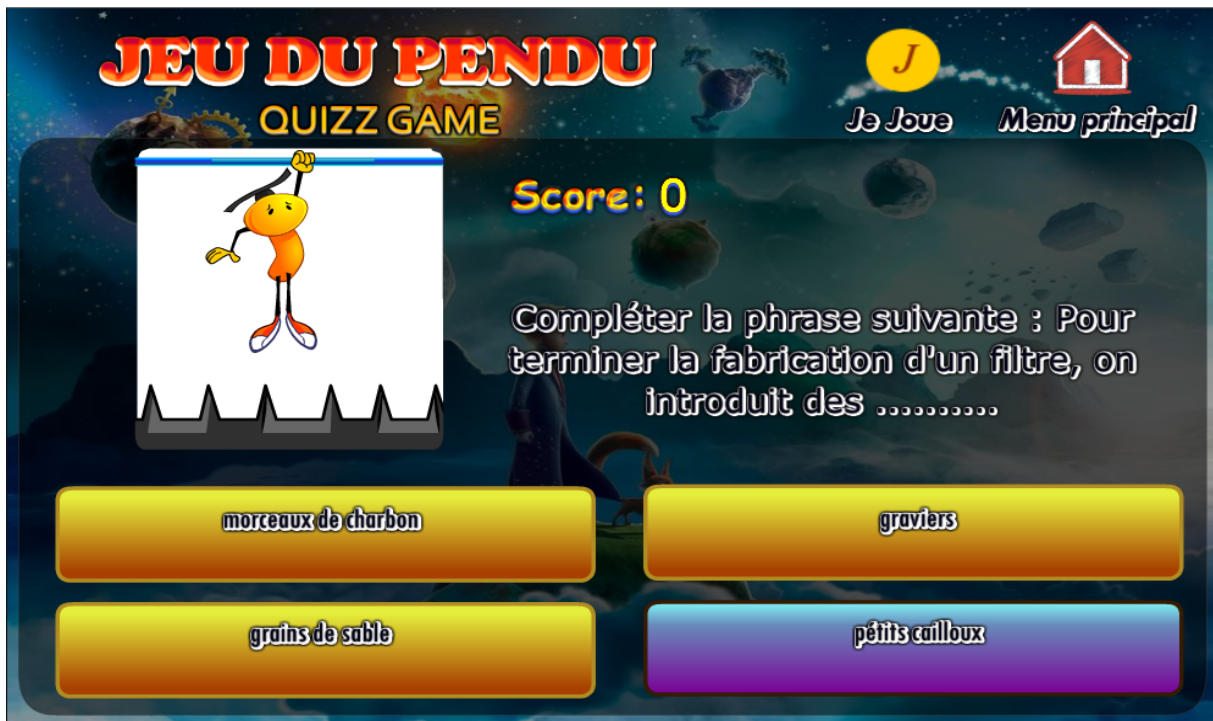 JEU DU PENDU
QUIZZ GAME
J
Je Joue
Menu principal
Score: 0
Compléter la phrase suivante : Pour
terminer la fabrication d'un filtre, on
introduit des ..........
morceaux de charbon
graviers
grains de sable
pétits cailloux